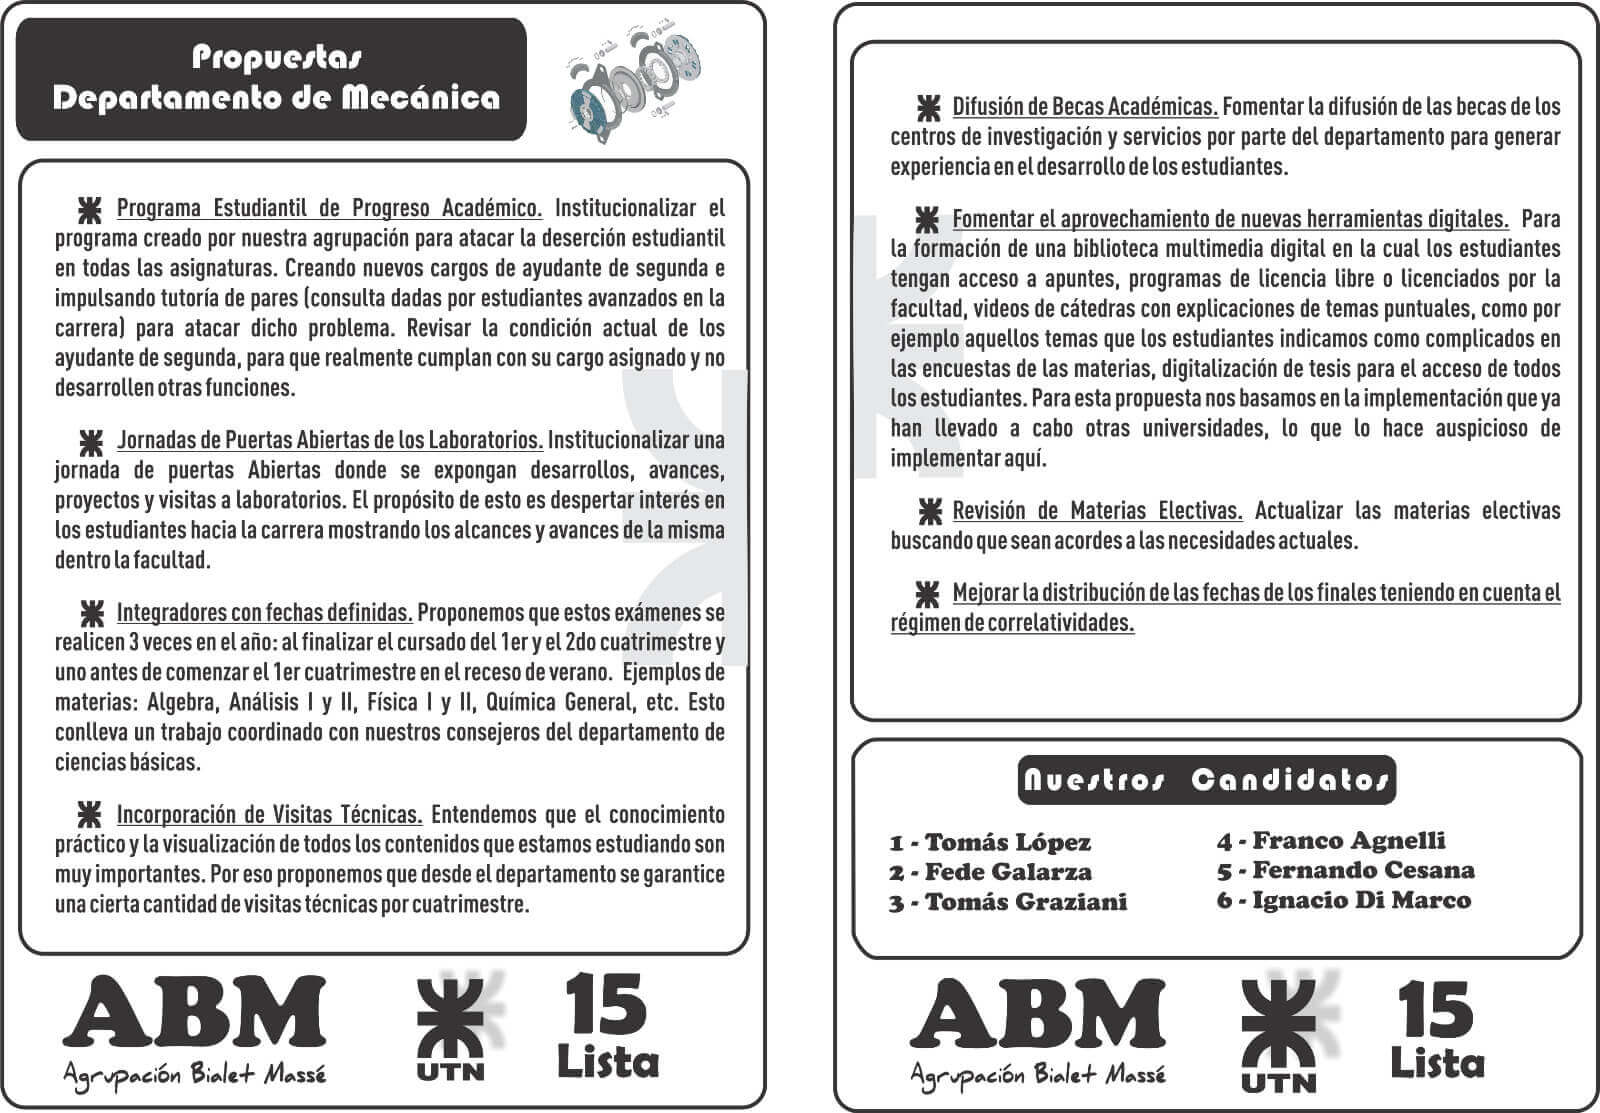 Propuestas
Departamento de Mecánica
Programa Estudiantil de Progreso Académico. Institucionalizar el
programa creado por nuestra agrupación para atacar la deserción estudiantil
en todas las asignaturas. Creando nuevos cargos de ayudante de segunda e
impulsando tutoría de pares (consulta dadas por estudiantes avanzados en la
carrera) para atacar dicho problema. Revisar la condición actual de los
ayudante de segunda, para que realmente cumplan con su cargo asignado y no
desarrollen otras funciones.
Jornadas de Puertas Abiertas de los Laboratorios. Institucionalizar una
jornada de puertas Abiertas donde se expongan desarrollos, avances,
proyectos y visitas a laboratorios. El propósito de esto es despertar interés en
los estudiantes hacia la carrera mostrando los alcances y avances de la misma
dentro la facultad.
Integradores con fechas definidas. Proponemos que estos exámenes se
realicen 3 veces en el año: al finalizar el cursado del 1er y el 2do cuatrimestre y
uno antes de comenzar el 1er cuatrimestre en el receso de verano. Ejemplos de
materias: Algebra, Análisis I y II, Física I y II, Química General, etc. Esto
conlleva un trabajo coordinado con nuestros consejeros del departamento de
ciencias básicas.
Incorporación de Visitas Técnicas. Entendemos que el conocimiento
práctico y la visualización de todos los contenidos que estamos estudiando son
muy importantes. Por eso proponemos que desde el departamento se garantice
una cierta cantidad de visitas técnicas por cuatrimestre.
ABM
Agrupación Bialet Massé
UTN
15
Lista
Difusión de Becas Académicas. Fomentar la difusión de las becas de los
centros de investigación y servicios por parte del departamento para generar
experiencia en el desarrollo de los estudiantes.
Fomentar el aprovechamiento de nuevas herramientas digitales. Para
la formación de una biblioteca multimedia digital en la cual los estudiantes
tengan acceso a apuntes, programas de licencia libre o licenciados por la
facultad, videos de cátedras con explicaciones de temas puntuales, como por
ejemplo aquellos temas que los estudiantes indicamos como complicados en
las encuestas de las materias, digitalización de tesis para el acceso de todos
los estudiantes. Para esta propuesta nos basamos en la implementación que ya
han llevado a cabo otras universidades, lo que lo hace auspicioso de
implementar aquí.
Revisión de Materias Electivas. Actualizar las materias electivas
buscando que sean acordes a las necesidades actuales.
Mejorar la distribución de las fechas de los finales teniendo en cuenta el
régimen de correlatividades.
Nuestros Candidatos
1 - Tomás López
2 - Fede Galarza
3 - Tomás Graziani
4 - Franco Agnelli
5 - Fernando Cesana
6 - Ignacio Di Marco
ABM
Agrupación Bialet Massé
UTN
15
Lista